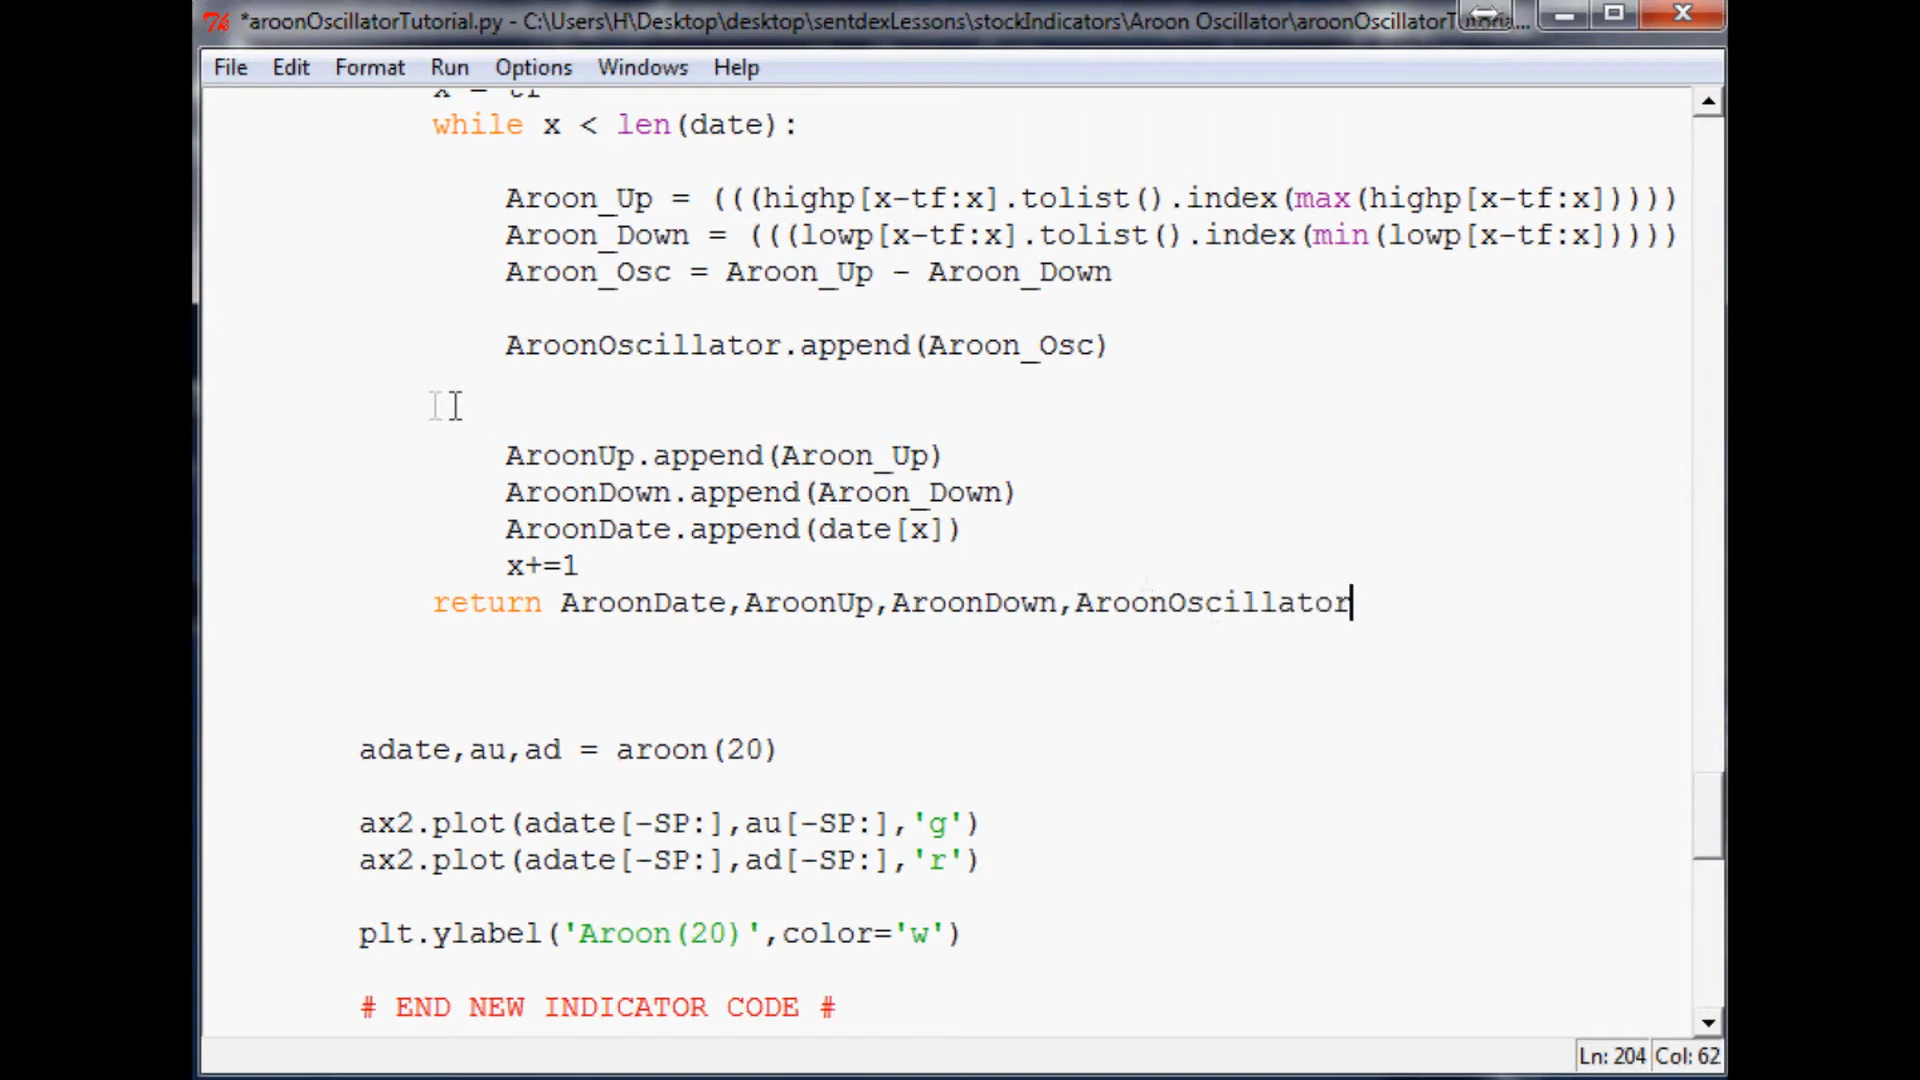 *aroonOscillatorTutorial.py - C:\Users\H\Desktop\desktop\sentdexLessons\stockIndicators\Aroon Oscillator\aroonOscillatorTutoria...
File Edit Format Run Options Windows Help
x = tf
while x < len(date):
Aroon_Up = (((highp[x-tf:x].tolist().index(max(highp[x-tf:x]))))
Aroon_Down = (((lowp[x-tf:x].tolist().index(min(lowp[x-tf:x]))))
Aroon_Osc = Aroon_Up - Aroon_Down
AroonOscillator.append(Aroon_Osc)
AroonUp.append(Aroon_Up)
AroonDown.append(Aroon_Down)
AroonDate.append(date[x])
x+=1
return AroonDate,AroonUp,AroonDown,AroonOscillator
adate,au,ad = aroon(20)
ax2.plot(adate[-SP:],au[-SP:],'g')
ax2.plot(adate[-SP:],ad[-SP:],'r')
plt.ylabel('Aroon(20)',color='w')
# END NEW INDICATOR CODE #
Ln: 204 Col: 62